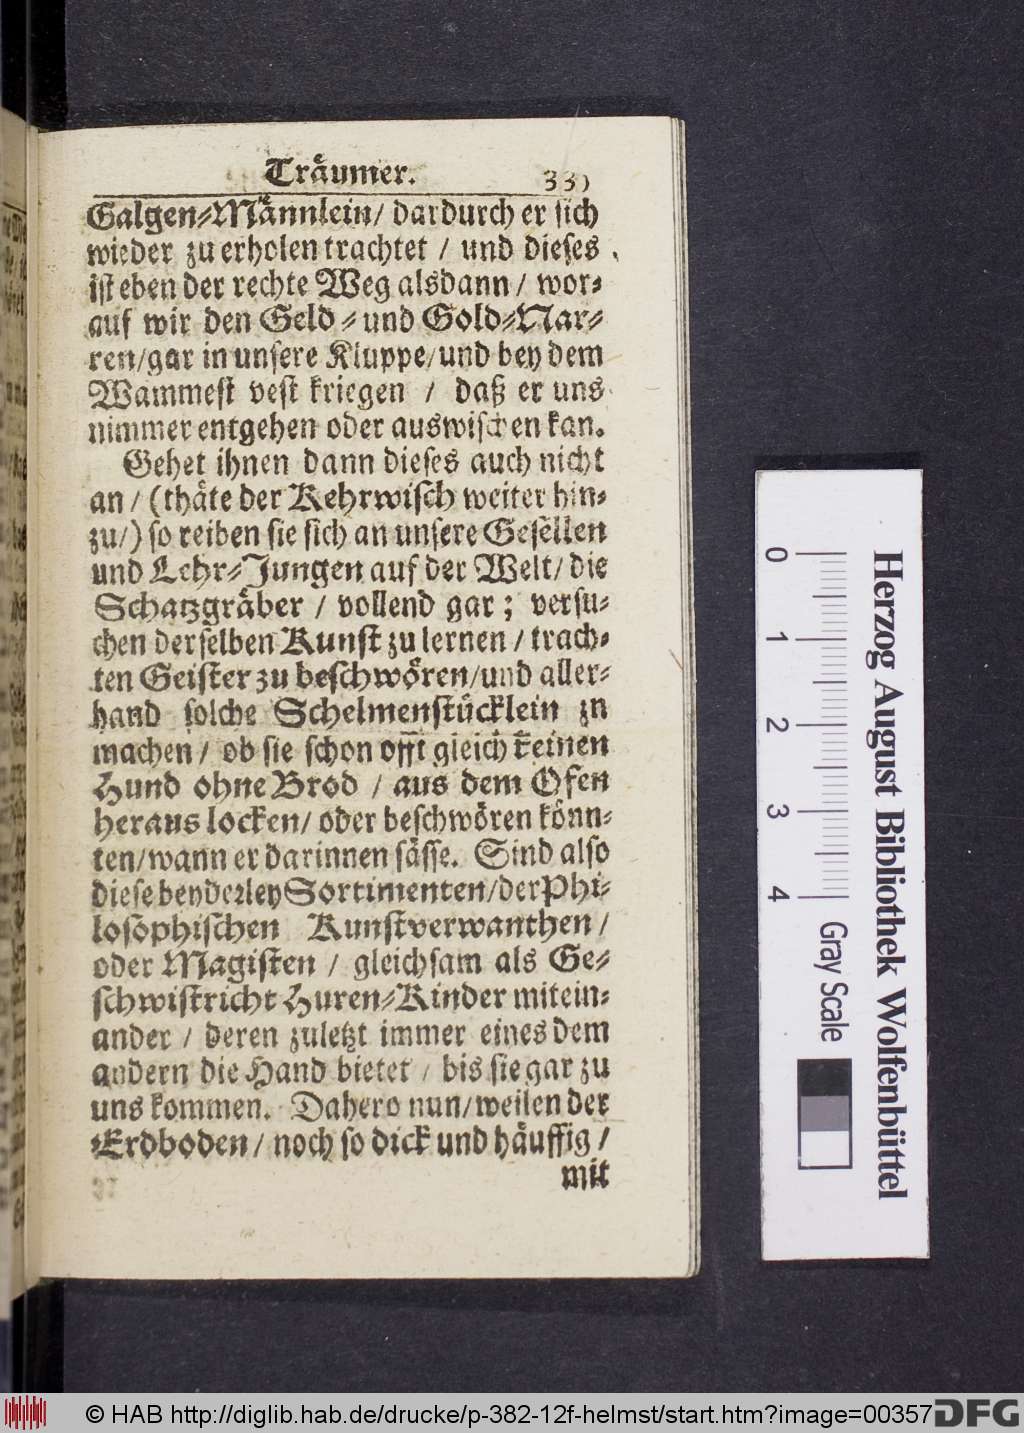 Träumer. 33
Galgen-Männlein/ dardurch er sich
wieder zu erholen trachtet / und dieses
ist eben der rechte Weg alsdann / wor-
auf wir den Geld- und Gold-Nar-
ren/gar in unsere Kluppe/und bey dem
Wammest vest kriegen / daß er uns
nimmer entgehen oder auswischen kan.
Gehet ihnen dann dieses auch nicht
an / (thäte der Kehrwisch weiter hin-
zu/) so reiben sie sich an unsere Gesellen
und Lehr-Jungen auf der Welt/ die
Schatzgräber / vollend gar; versu-
chen derselben Kunst zu lernen / trach-
ten Geister zu beschwören/und aller-
hand solche Schelmenstücklein zn
machen / ob sie schon offt gleich keinen
Hund ohne Brod / aus dem Ofen
heraus locken/ oder beschwören könn-
ten/wann er darinnen sässe. Sind also
diese beyderley Sortimenten/der Phi-
losophischen Kunstverwanthen /
oder Magisten / gleichsam als Ge-
schwistricht Huren-Kinder mitein-
ander / deren zuletzt immer eines dem
andern die Hand bietet / bis sie gar zu
uns kommen. Dahero nun/weilen der
Erdboden / noch so dick und häuffig /
mit
0 1 2 3 4 Gray Scale
Herzog August Bibliothek Wolfenbüttel
© HAB http://diglib.hab.de/drucke/p-382-12f-helmst/start.htm?image=00357 DFG